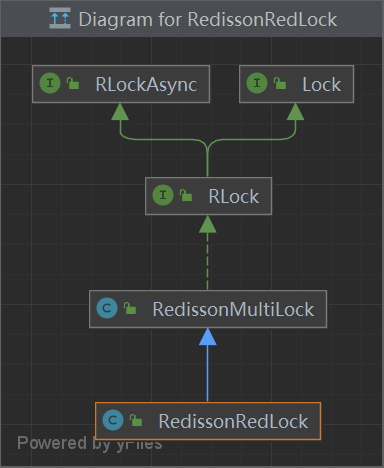 Diagram for RedissonRedLock
I RLockAsync
I Lock
I RLock
C RedissonMultiLock
C RedissonRedLock
Powered by yFiles